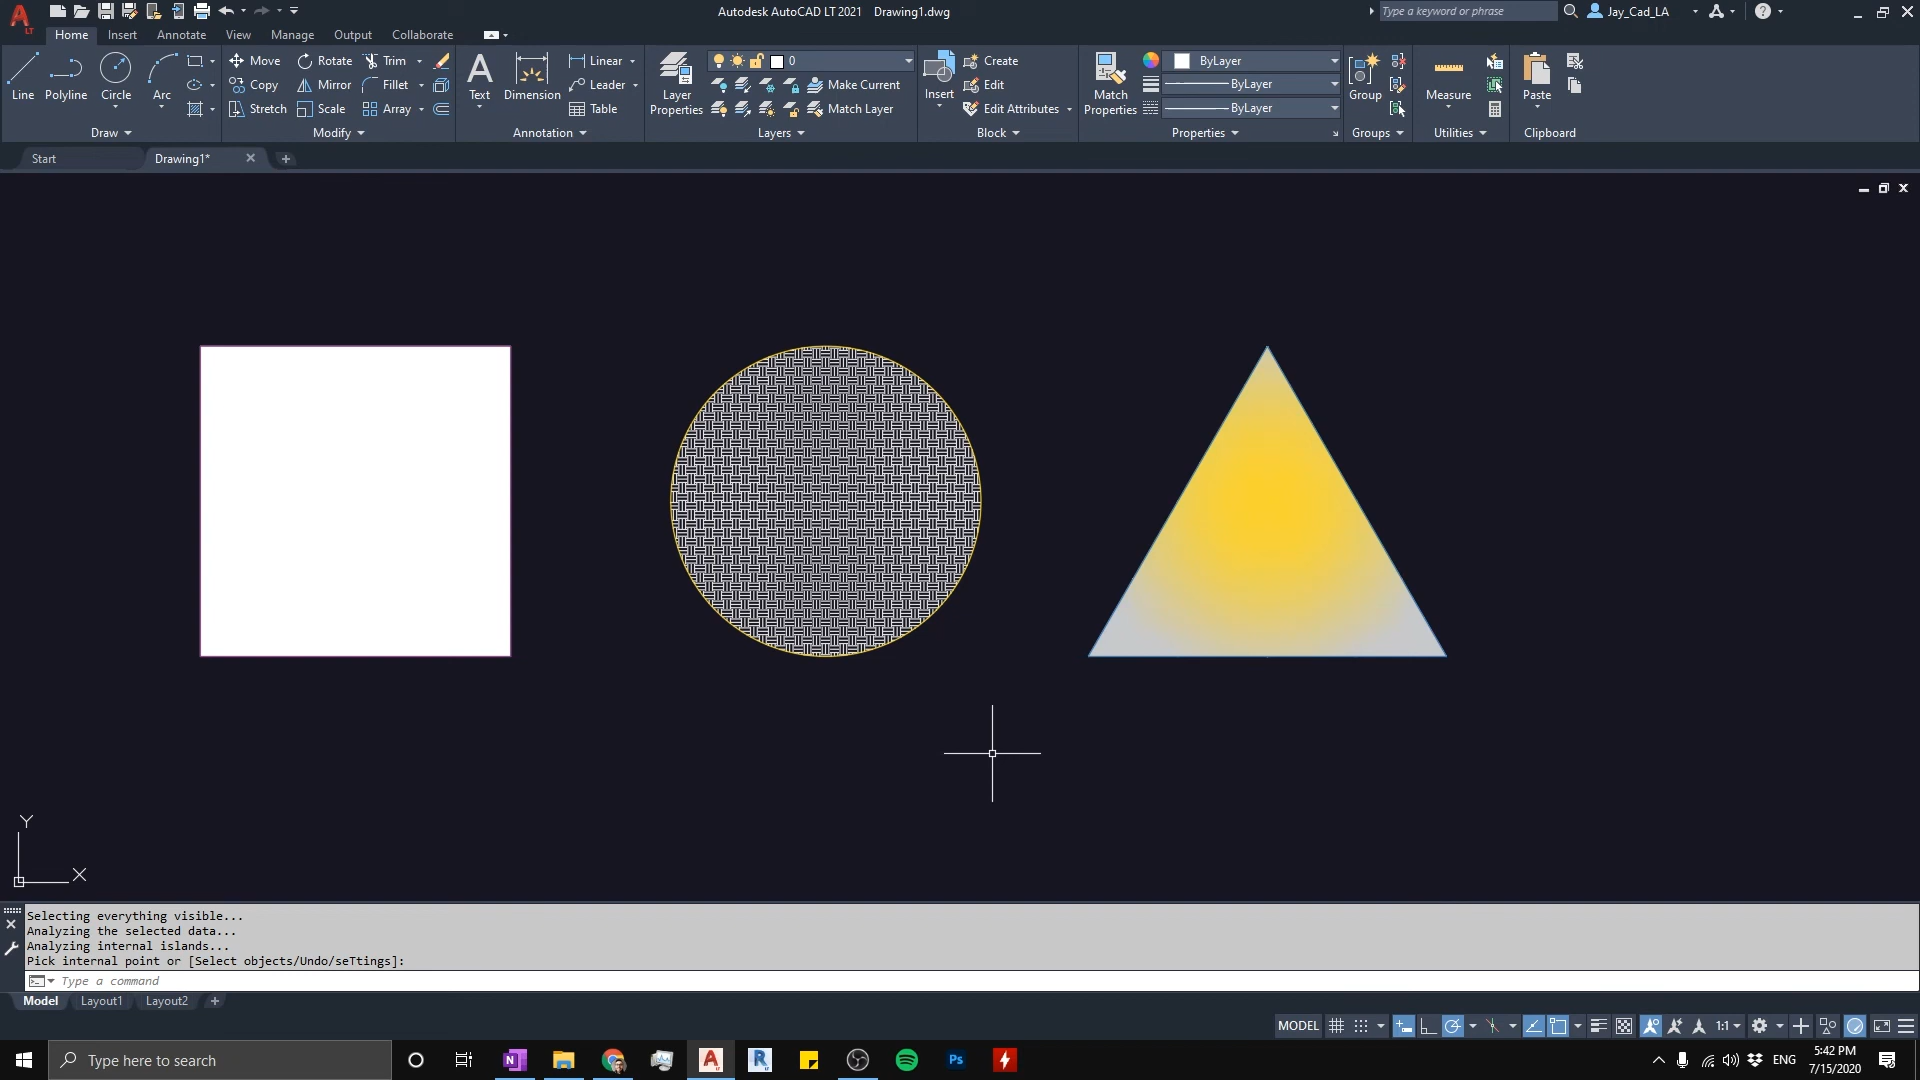 Autodesk AutoCAD LT 2021 Drawing1.dwg
Type a keyword or phrase
Jay_Cad_LA
Home Insert Annotate View Manage Output Collaborate
Line Polyline Circle Arc
Move Rotate Trim
Copy Mirror Fillet
Stretch Scale Array
Text Dimension
Linear
Leader
Table
Layer Properties
0
Make Current
Match Layer
Insert
Create
Edit
Edit Attributes
Match Properties
ByLayer
ByLayer
ByLayer
Group
Measure
Paste
Draw Modify Annotation Layers Block Properties Groups Utilities Clipboard
Start Drawing1*
Y
X
Selecting everything visible...
Analyzing the selected data...
Analyzing internal islands...
Pick internal point or [Select objects/Undo/seTtings]:
Type a command
Model Layout1 Layout2
MODEL 1:1
Type here to search
N A LT R Ps
ENG
5:42 PM
7/15/2020